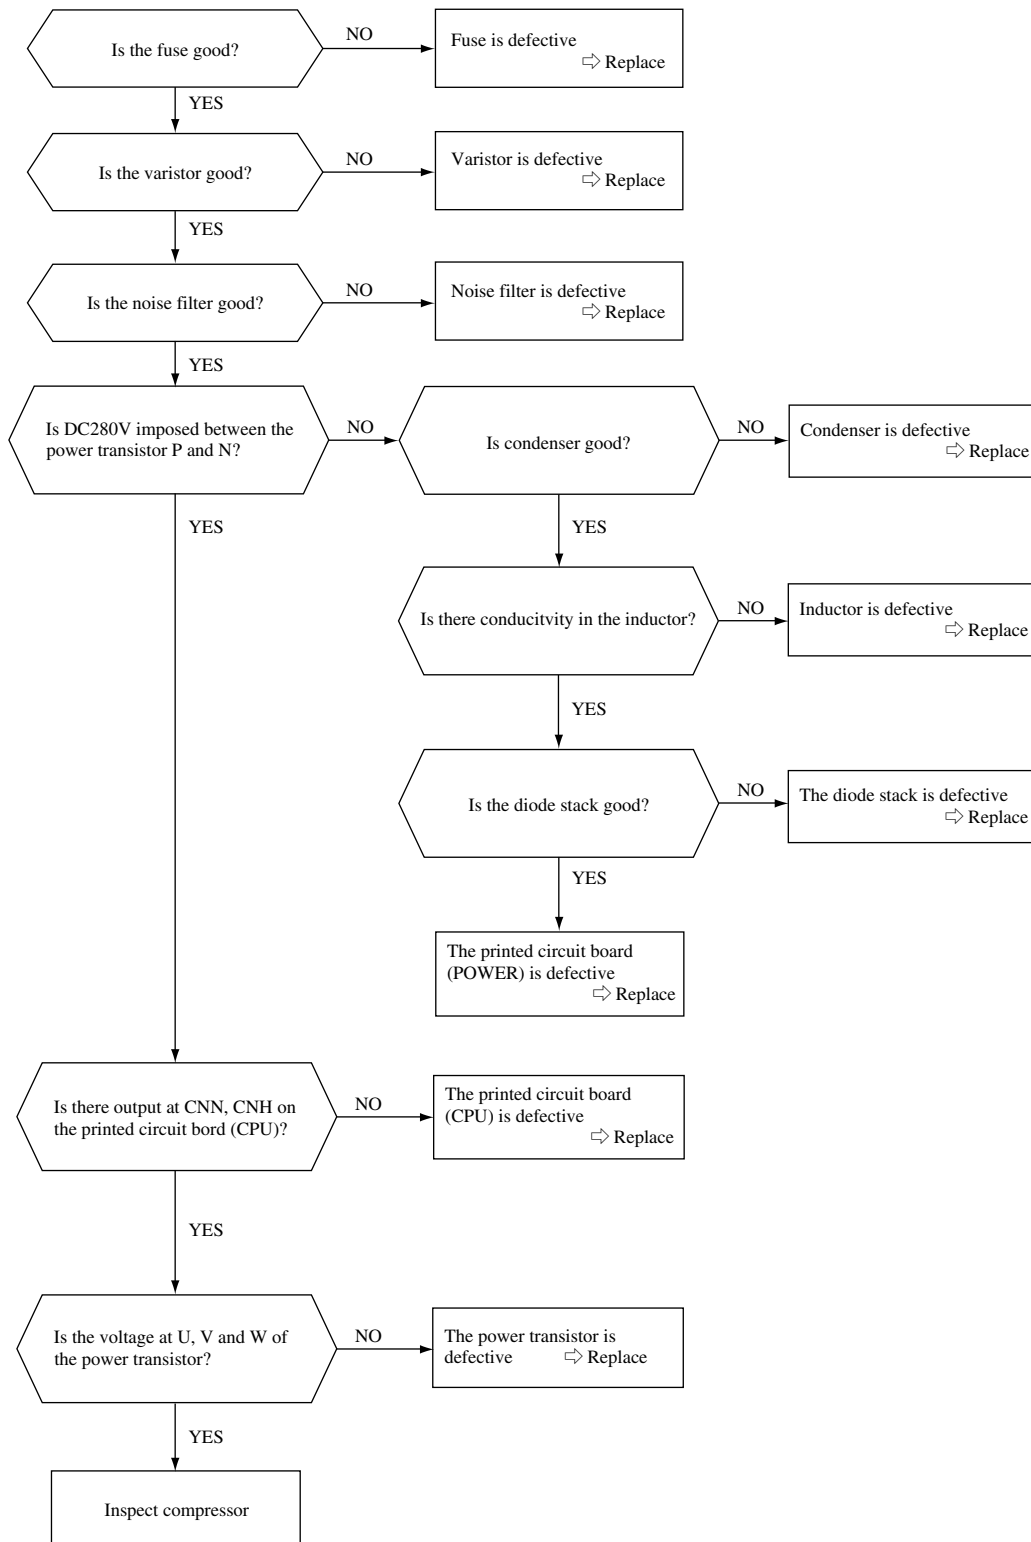 Is the fuse good?
NO
Fuse is defective
⇨ Replace
YES
Is the varistor good?
NO
Varistor is defective
⇨ Replace
YES
Is the noise filter good?
NO
Noise filter is defective
⇨ Replace
YES
Is DC280V imposed between the
power transistor P and N?
NO
Is condenser good?
NO
Condenser is defective
⇨ Replace
YES
YES
Is there conducitvity in the inductor?
NO
Inductor is defective
⇨ Replace
YES
Is the diode stack good?
NO
The diode stack is defective
⇨ Replace
YES
The printed circuit board
(POWER) is defective
⇨ Replace
Is there output at CNN, CNH on
the printed circuit bord (CPU)?
NO
The printed circuit board
(CPU) is defective
⇨ Replace
YES
Is the voltage at U, V and W of
the power transistor?
NO
The power transistor is
defective ⇨ Replace
YES
Inspect compressor